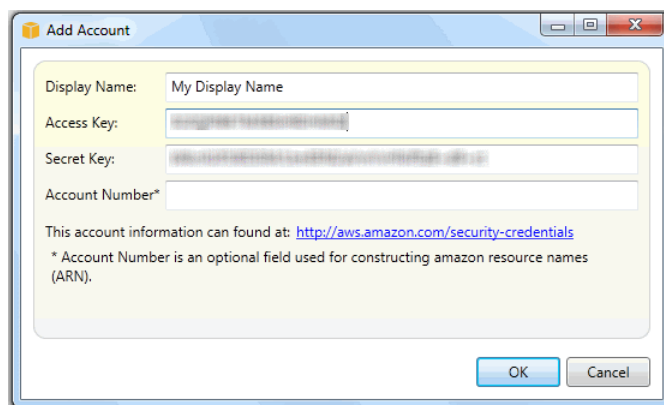 Add Account
Display Name: My Display Name
Access Key:
Secret Key:
Account Number*
This account information can found at: http://aws.amazon.com/security-credentials
* Account Number is an optional field used for constructing amazon resource names
(ARN).
OK Cancel